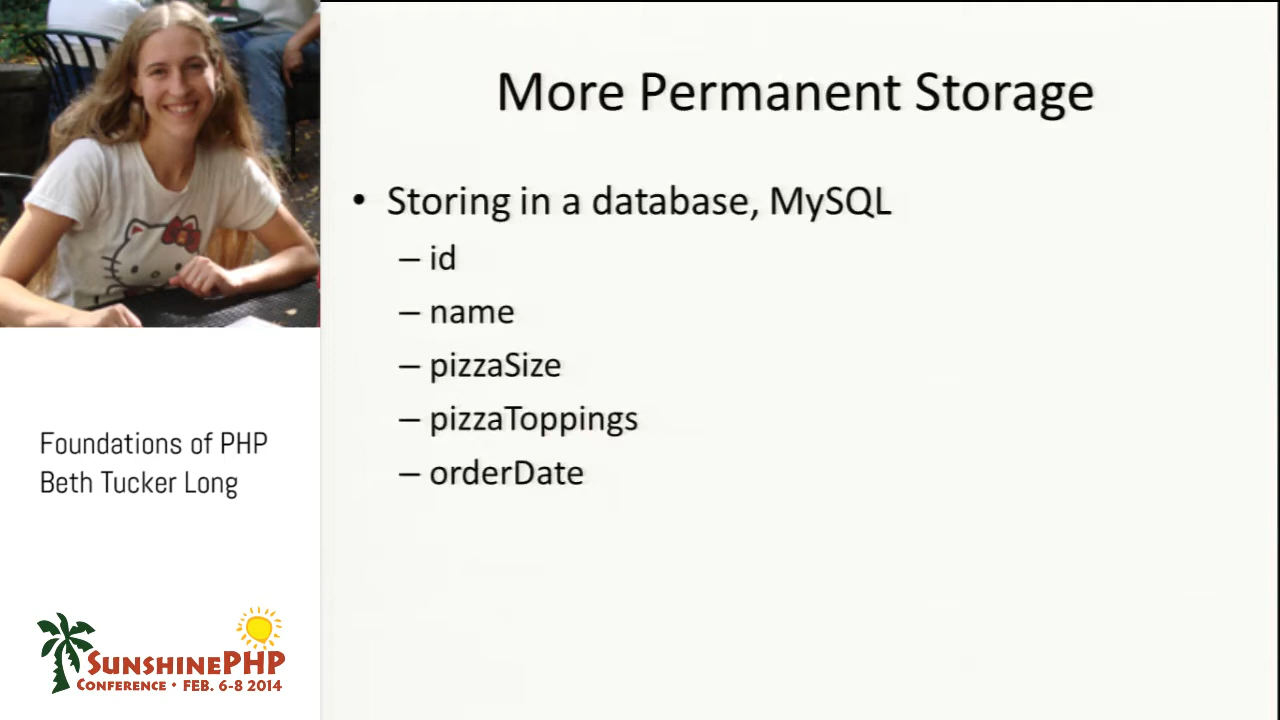 More Permanent Storage
• Storing in a database, MySQL
– id
– name
– pizzaSize
– pizzaToppings
– orderDate
Foundations of PHP
Beth Tucker Long
SUNSHINEPHP
CONFERENCE • FEB. 6-8 2014